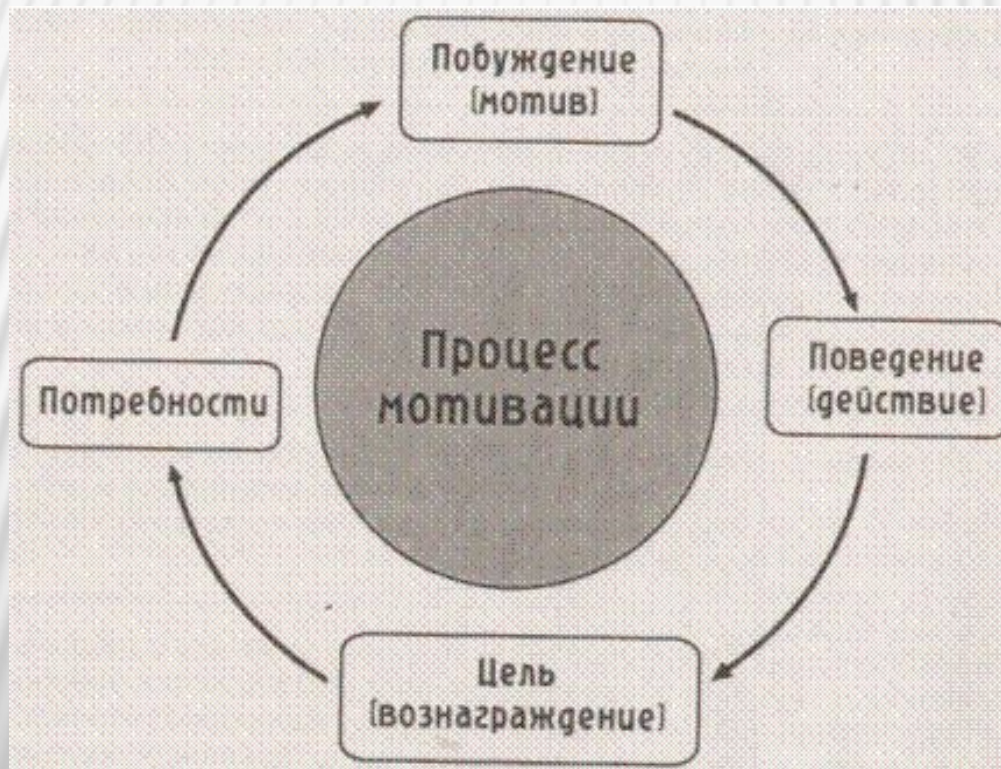 Побуждение
(мотив)
Процесс
мотивации
Поведение
(действие)
Потребности
Цель
(вознаграждение)